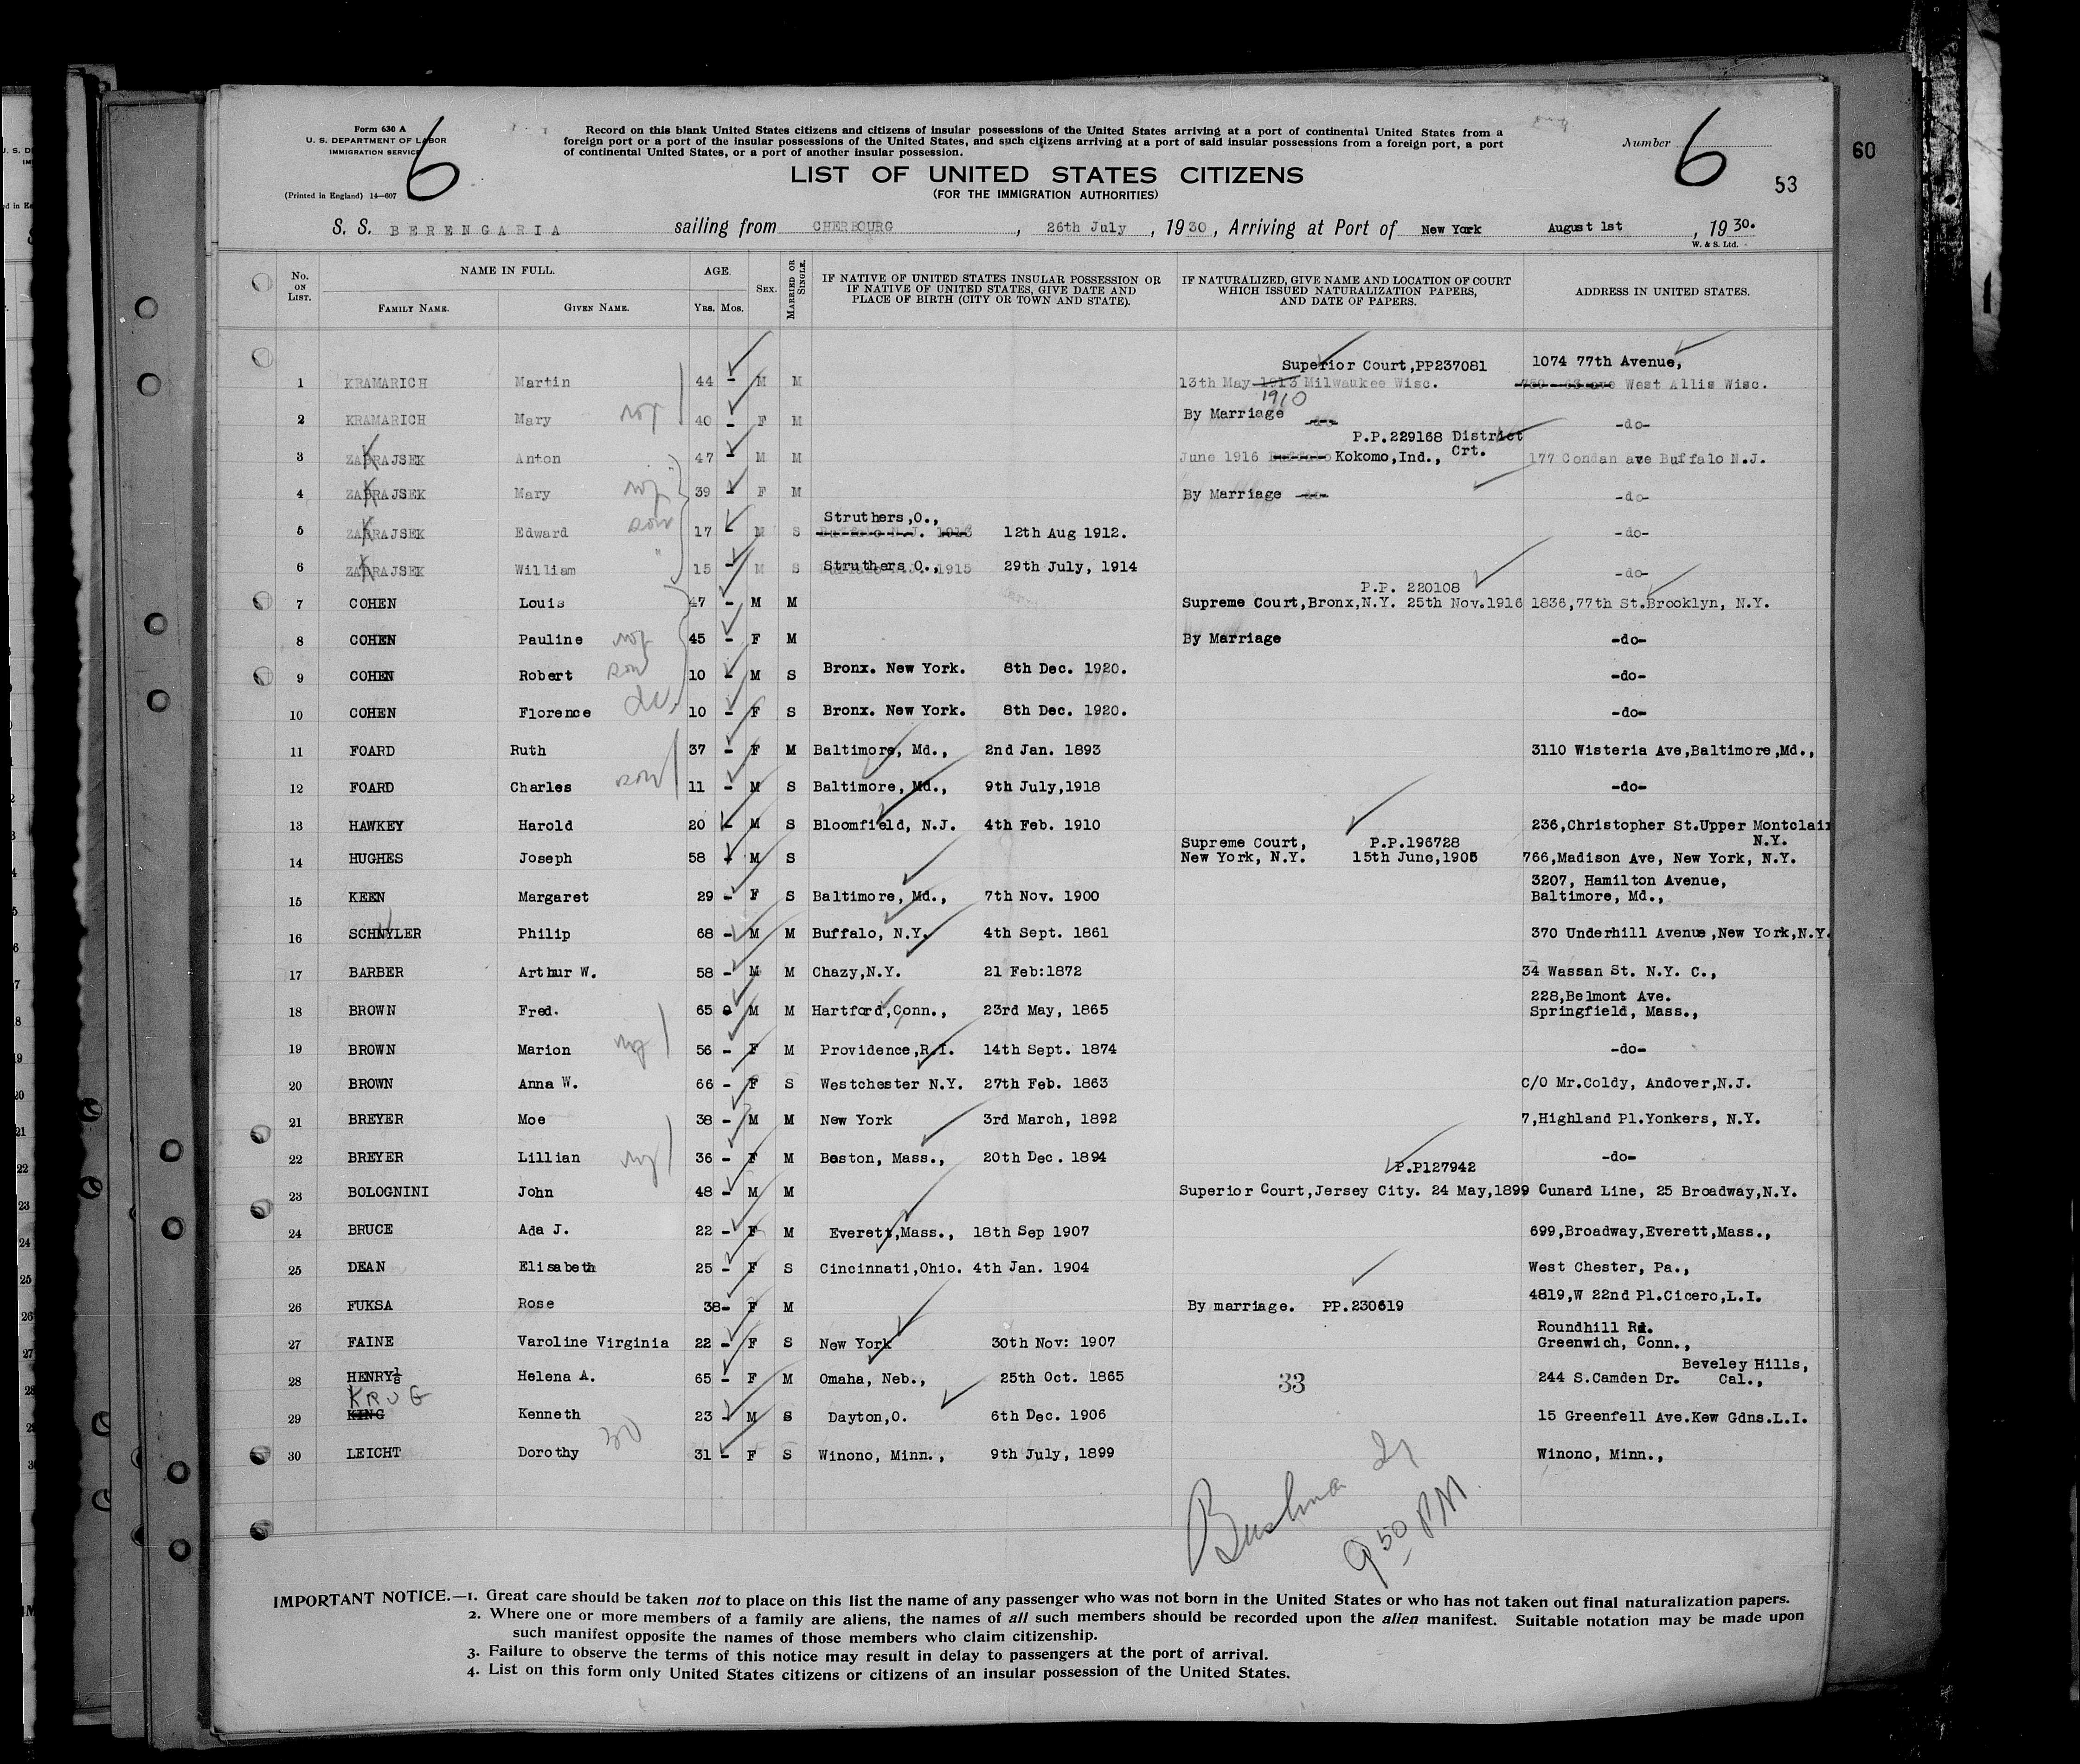 Form 630 A
U. S. DEPARTMENT OF LABOR
IMMIGRATION SERVICE
(Printed in England) 14—607
6
Record on this blank United States citizens and citizens of insular possessions of the United States arriving at a port of continental United States from a
foreign port or a port of the insular possessions of the United States, and such citizens arriving at a port of said insular possessions from a foreign port, a port
of continental United States, or a port of another insular possession.
Number 6
53
60
LIST OF UNITED STATES CITIZENS
(FOR THE IMMIGRATION AUTHORITIES)
S. S. BERENGARIA sailing from CHERBOURG, 26th July, 1930, Arriving at Port of New York August 1st, 1930.
W. & S. Ltd.
No. ON LIST. NAME IN FULL. FAMILY NAME. GIVEN NAME. AGE. YRS. MOS. SEX. MARRIED OR SINGLE. IF NATIVE OF UNITED STATES INSULAR POSSESSION OR IF NATIVE OF UNITED STATES, GIVE DATE AND PLACE OF BIRTH (CITY OR TOWN AND STATE). IF NATURALIZED, GIVE NAME AND LOCATION OF COURT WHICH ISSUED NATURALIZATION PAPERS, AND DATE OF PAPERS. ADDRESS IN UNITED STATES.
Superior Court,PP237081 1074 77th Avenue,
1 KRAMARICH Martin 44 - M M 13th May 1913 Milwaukee Wisc. West Allis Wisc.
1910
2 KRAMARICH Mary 40 - F M By Marriage -do- -do-
P.P.229168 District
3 ZAKRAJSEK Anton 47 - M M June 1916 Buffalo Kokomo,Ind., Crt. 177 Condan ave Buffalo N.J.
4 ZAKRAJSEK Mary 39 - F M By Marriage -do- -do-
Struthers,O.,
5 ZAKRAJSEK Edward son 17 - M S Buffalo N.J. 1913 12th Aug 1912. -do-
6 ZAKRAJSEK William " 15 - M S Struthers O., 1915 29th July, 1914 -do-
P.P. 220108
7 COHEN Louis 47 - M M Supreme Court,Bronx,N.Y. 25th Nov.1916 1836,77th St.Brooklyn, N.Y.
8 COHEN Pauline 45 - F M By Marriage -do-
9 COHEN Robert son 10 - M S Bronx. New York. 8th Dec. 1920. -do-
10 COHEN Florence 10 - F S Bronx. New York. 8th Dec. 1920. -do-
11 FOARD Ruth 37 - F M Baltimore, Md., 2nd Jan. 1893 3110 Wisteria Ave,Baltimore,Md.,
12 FOARD Charles son 11 - M S Baltimore, Md., 9th July,1918 -do-
13 HAWKEY Harold 20 - M S Bloomfield, N.J. 4th Feb. 1910 236,Christopher St.Upper Montclair
Supreme Court, P.P.196728 N.Y.
14 HUGHES Joseph 58 - M S New York, N.Y. 15th June,1905 766,Madison Ave, New York, N.Y.
3207, Hamilton Avenue,
15 KEEN Margaret 29 - F S Baltimore, Md., 7th Nov. 1900 Baltimore, Md.,
16 SCHNYLER Philip 68 - M M Buffalo, N.Y. 4th Sept. 1861 370 Underhill Avenue,New York,N.Y.
17 BARBER Arthur W. 58 - M M Chazy,N.Y. 21 Feb:1872 34 Wassan St. N.Y. C.,
228,Belmont Ave.
18 BROWN Fred. 65 M M Hartford,Conn., 23rd May, 1865 Springfield, Mass.,
19 BROWN Marion 56 - F M Providence,R.I. 14th Sept. 1874 -do-
20 BROWN Anna W. 66 - F S Westchester N.Y. 27th Feb. 1863 C/O Mr.Coldy, Andover,N.J.
21 BREYER Moe 38 - M M New York 3rd March, 1892 7,Highland Pl.Yonkers, N.Y.
22 BREYER Lillian 36 - F M Boston, Mass., 20th Dec. 1894 -do-
P.P127942
23 BOLOGNINI John 48 - M M Superior Court,Jersey City. 24 May,1899 Cunard Line, 25 Broadway,N.Y.
24 BRUCE Ada J. 22 - F M Everett,Mass., 18th Sep 1907 699,Broadway,Everett,Mass.,
25 DEAN Elisabeth 25 - F S Cincinnati,Ohio. 4th Jan. 1904 West Chester, Pa.,
26 FUKSA Rose 38- F M By marriage. PP.230619 4819,W 22nd Pl.Cicero,L.I.
Roundhill Rd.
27 FAINE Varoline Virginia 22 - F S New York 30th Nov: 1907 Greenwich, Conn.,
Beveley Hills,
28 HENRY Helena A. 65 - F M Omaha, Neb., 25th Oct. 1865 33 244 S.Camden Dr. Cal.,
KRUG
29 KING Kenneth 23 - M S Dayton,O. 6th Dec. 1906 15 Greenfell Ave.Kew Gdns.L.I.
30
30 LEICHT Dorothy 31 - F S Winono, Minn., 9th July, 1899 Winono, Minn.,
9 50 PM
IMPORTANT NOTICE.—1. Great care should be taken not to place on this list the name of any passenger who was not born in the United States or who has not taken out final naturalization papers.
2. Where one or more members of a family are aliens, the names of all such members should be recorded upon the alien manifest. Suitable notation may be made upon
such manifest opposite the names of those members who claim citizenship.
3. Failure to observe the terms of this notice may result in delay to passengers at the port of arrival.
4. List on this form only United States citizens or citizens of an insular possession of the United States.